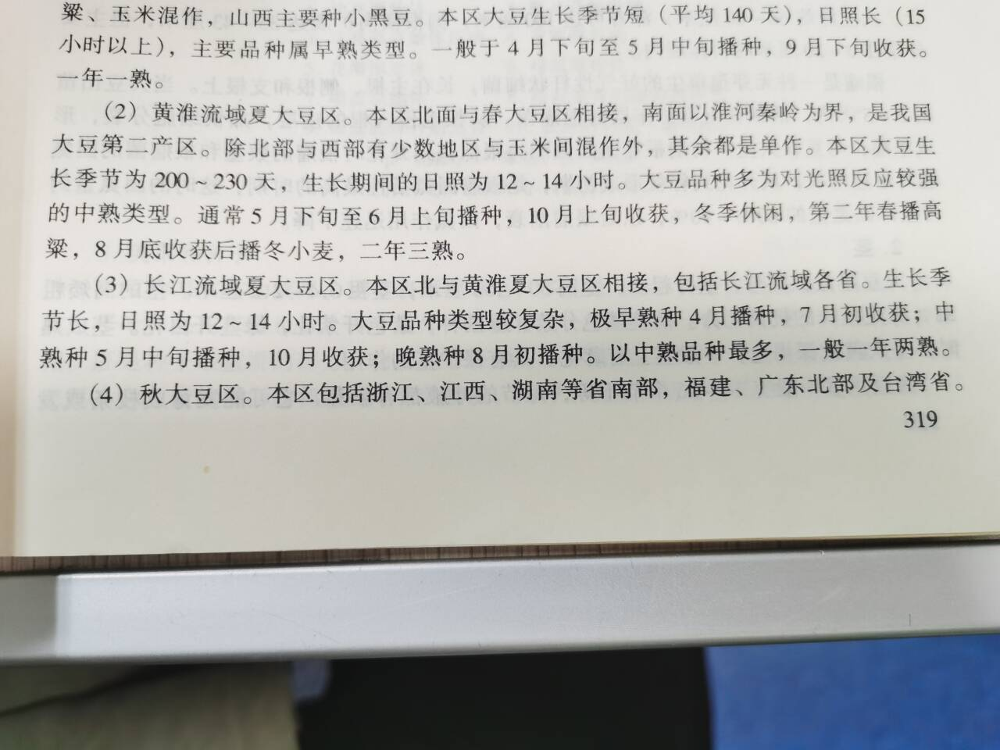 粱、玉米混作，山西主要种小黑豆。本区大豆生长季节短（平均 140 天），日照长（15
小时以上），主要品种属早熟类型。一般于 4 月下旬至 5 月中旬播种，9 月下旬收获。
一年一熟。
（2）黄淮流域夏大豆区。本区北面与春大豆区相接，南面以淮河秦岭为界，是我国
大豆第二产区。除北部与西部有少数地区与玉米间混作外，其余都是单作。本区大豆生
长季节为 200～230 天，生长期间的日照为 12～14 小时。大豆品种多为对光照反应较强
的中熟类型。通常 5 月下旬至 6 月上旬播种，10 月上旬收获，冬季休闲，第二年春播高
粱，8 月底收获后播冬小麦，二年三熟。
（3）长江流域夏大豆区。本区北与黄淮夏大豆区相接，包括长江流域各省。生长季
节长，日照为 12～14 小时。大豆品种类型较复杂，极早熟种 4 月播种，7 月初收获；中
熟种 5 月中旬播种，10 月收获；晚熟种 8 月初播种。以中熟品种最多，一般一年两熟。
（4）秋大豆区。本区包括浙江、江西、湖南等省南部，福建、广东北部及台湾省。
319